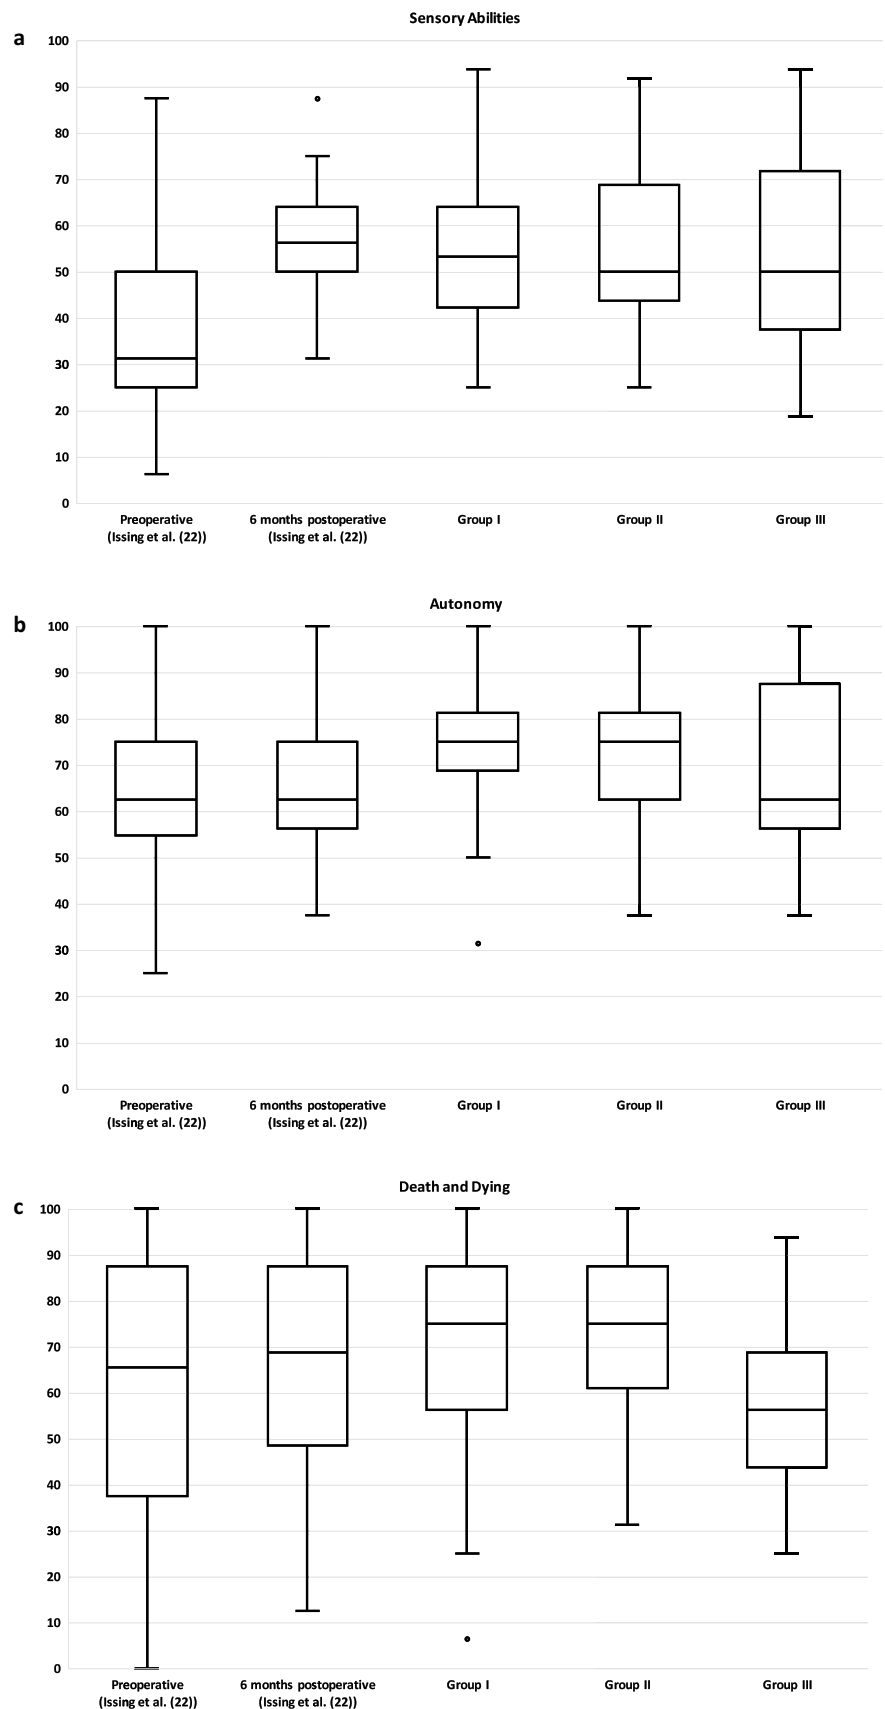 Sensory Abilities
a
100
90
80
70
60
50
40
30
20
10
0
Preoperative
(Issing et al. (22))
6 months postoperative
(Issing et al. (22))
Group I
Group II
Group III
Autonomy
b
100
90
80
70
60
50
40
30
20
10
0
Preoperative
(Issing et al. (22))
6 months postoperative
(Issing et al. (22))
Group I
Group II
Group III
Death and Dying
c
100
90
80
70
60
50
40
30
20
10
0
Preoperative
(Issing et al. (22))
6 months postoperative
(Issing et al. (22))
Group I
Group II
Group III